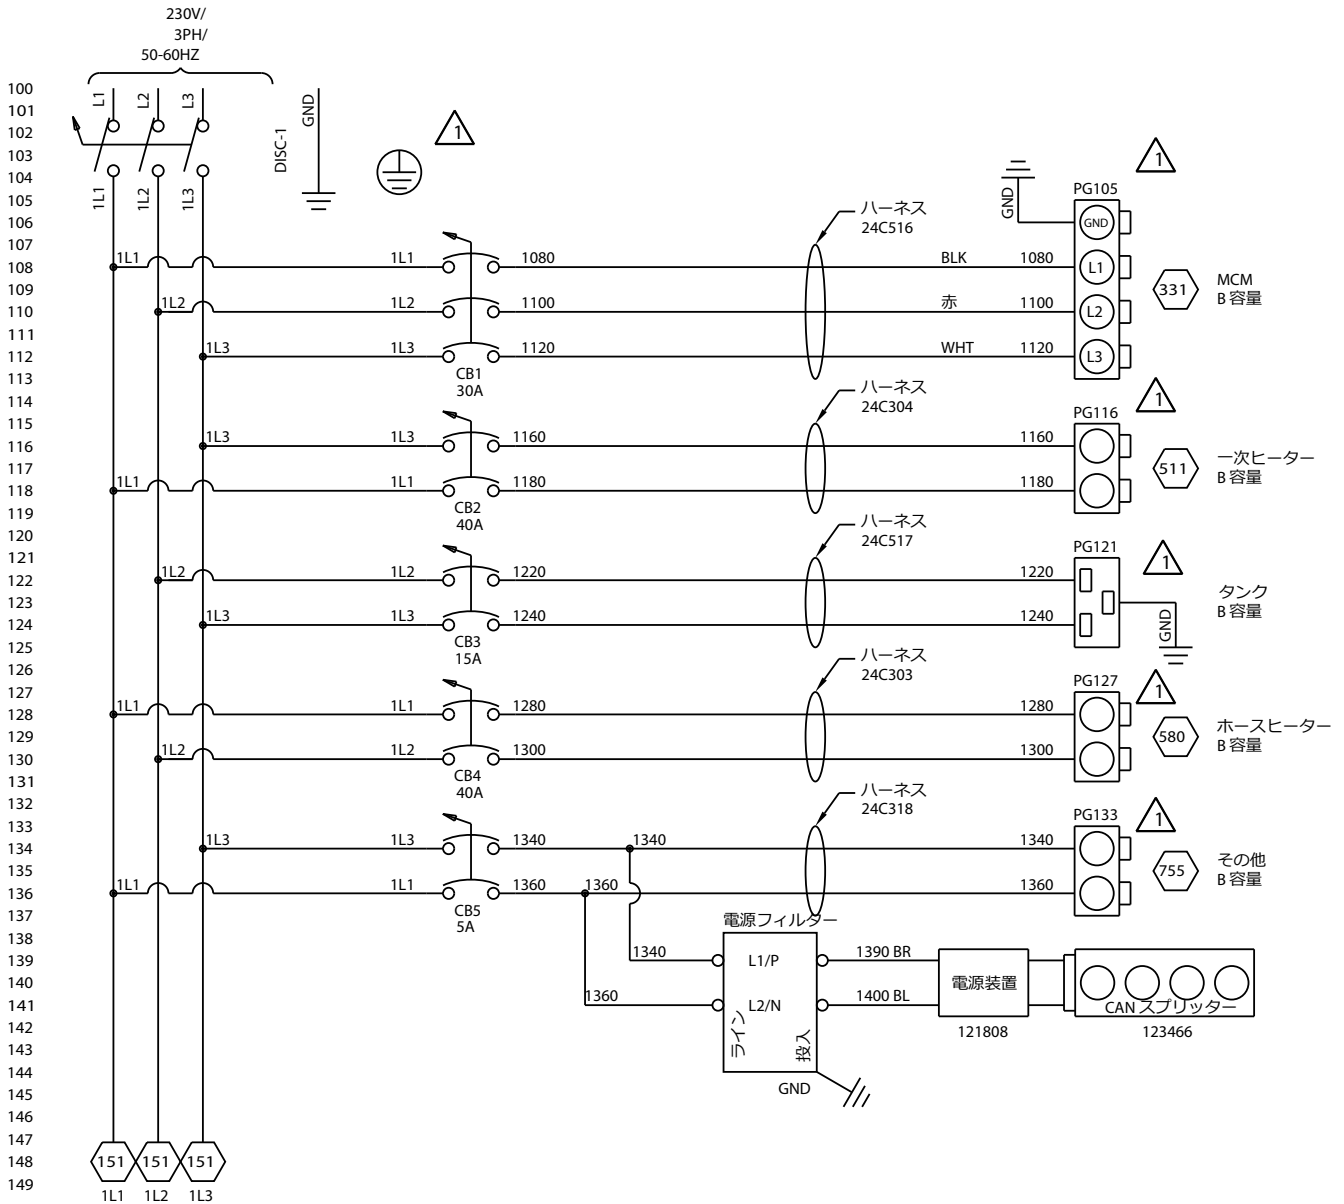 230V/
3PH/
50-60HZ
100
101
102
103
104
105
106
107
108
109
110
111
112
113
114
115
116
117
118
119
120
121
122
123
124
125
126
127
128
129
130
131
132
133
134
135
136
137
138
139
140
141
142
143
144
145
146
147
148
149
L1
L2
L3
DISC-1
GND
1
1L1
1L2
1L3
1L1
1L1
1080
1L2
1L2
1100
1L3
1L3
1120
CB1
30A
ハーネス
24C516
BLK
1080
赤
1100
WHT
1120
GND
PG105
GND
L1
L2
L3
1
331
MCM
B 容量
1L3
1L3
1160
1L1
1L1
1180
CB2
40A
ハーネス
24C304
1160
1180
PG116
1
511
一次ヒーター
B 容量
1L2
1L2
1220
1L3
1L3
1240
CB3
15A
ハーネス
24C517
1220
1240
PG121
1
GND
タンク
B 容量
1L1
1L1
1280
1L2
1L2
1300
CB4
40A
ハーネス
24C303
1280
1300
PG127
1
580
ホースヒーター
B 容量
1L3
1L3
1340
1340
1L1
1L1
1360
1360
CB5
5A
ハーネス
24C318
1340
1360
PG133
1
755
その他
B 容量
電源フィルター
1340
L1/P
1390 BR
1360
L2/N
1400 BL
ライン
投入
GND
電源装置
121808
CAN スプリッター
123466
151
151
151
1L1
1L2
1L3